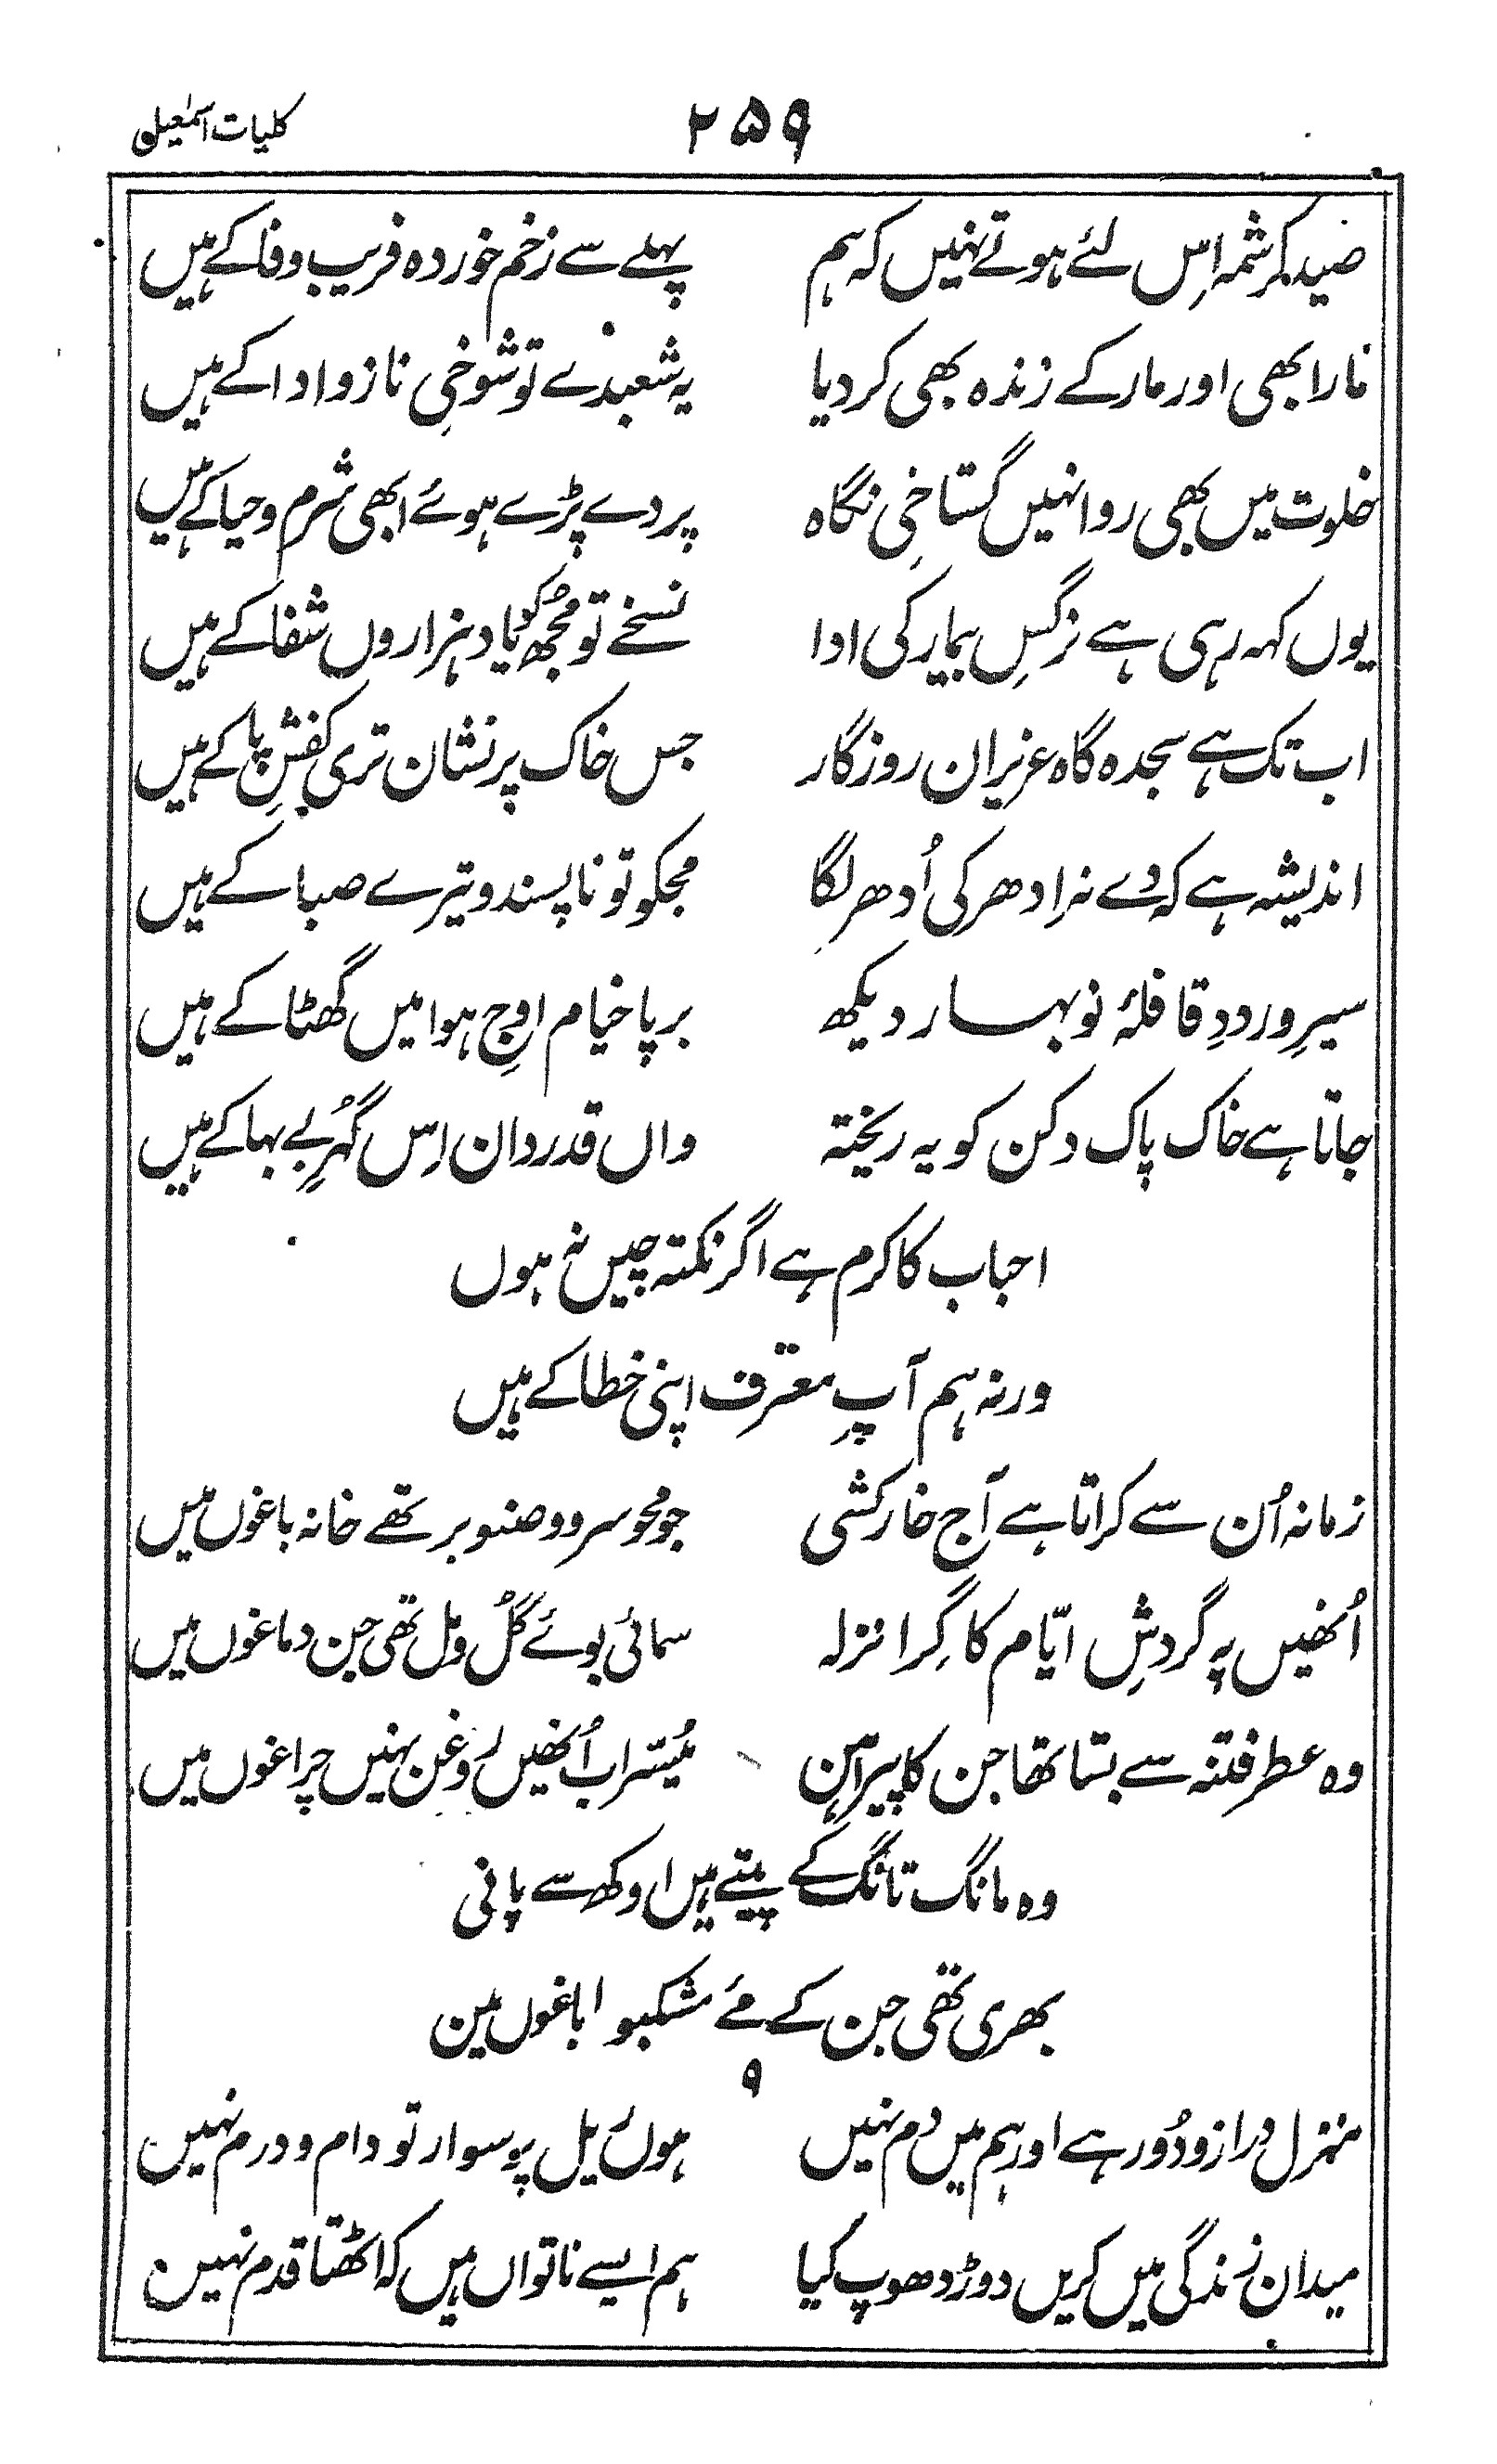 ۲۵۹ کلیات اسمٰعیل
صید کرشمہ اِس لئے ہوتے نہیں کہ ہم پہلے سے زخم خوردہ فریب وفا کے ہیں
مارا بھی اور مار کے زندہ بھی کر دیا یہ شعبدے تو شوخیِ ناز و ادا کے ہیں
خلوت میں بھی روا نہیں گستاخیِ نگاہ پردے پڑے ہوئے ابھی شرم و حیا کے ہیں
یوں کہہ رہی ہے نرگسِ بیمار کی ادا نسخے تو مجھ کو یاد ہزاروں شفا کے ہیں
اب تک ہے سجدہ گاہ عزیزان روزگار جس خاک پر نشان تری کفشِ پا کے ہیں
اندیشہ ہے کہ دے نہ ادھر کی اُدھر لگا مجکو تو ناپسند وتیرے صبا کے ہیں
سیرِ ورودِ قافلۂ نوبہار دیکھ برپا خیام اوجِ ہوا میں گھٹا کے ہیں
جاتا ہے خاک پاک دکن کو یہ ریختہ واں قدردان اِس گہُرِ بے بہا کے ہیں
احباب کا کرم ہے اگر نکتہ چیں نہ ہوں
ورنہ ہم آپ معترف اپنی خطا کے ہیں
زمانہ اُن سے کراتا ہے آج خارکشی جو محو سرو و صنوبر تھے خانہ باغوں میں
اُنھیں پہ گردشِ ایّام کا گِرا نزلہ سمائی بوئے گُل و مل تھی جن دماغوں میں
وہ عطر فتنہ سے بستا تھا جن کا پیراہن مُیسّر اب اُنھیں روغن نہیں چراغوں میں
وہ مانگ تانگ کے پیتے ہیں اوکھ سے پانی
بھری تھی جن کے مئے مشکبو ایاغوں میں
۹
منزل دراز و دُور ہے اور ہم میں دم نہیں ہوں ریل پہ سوار تو دام و درم نہیں
میدانِ زندگی میں کریں دوڑ دھوپ کیا ہم ایسے ناتواں ہیں کہ اٹھتا قدم نہیں